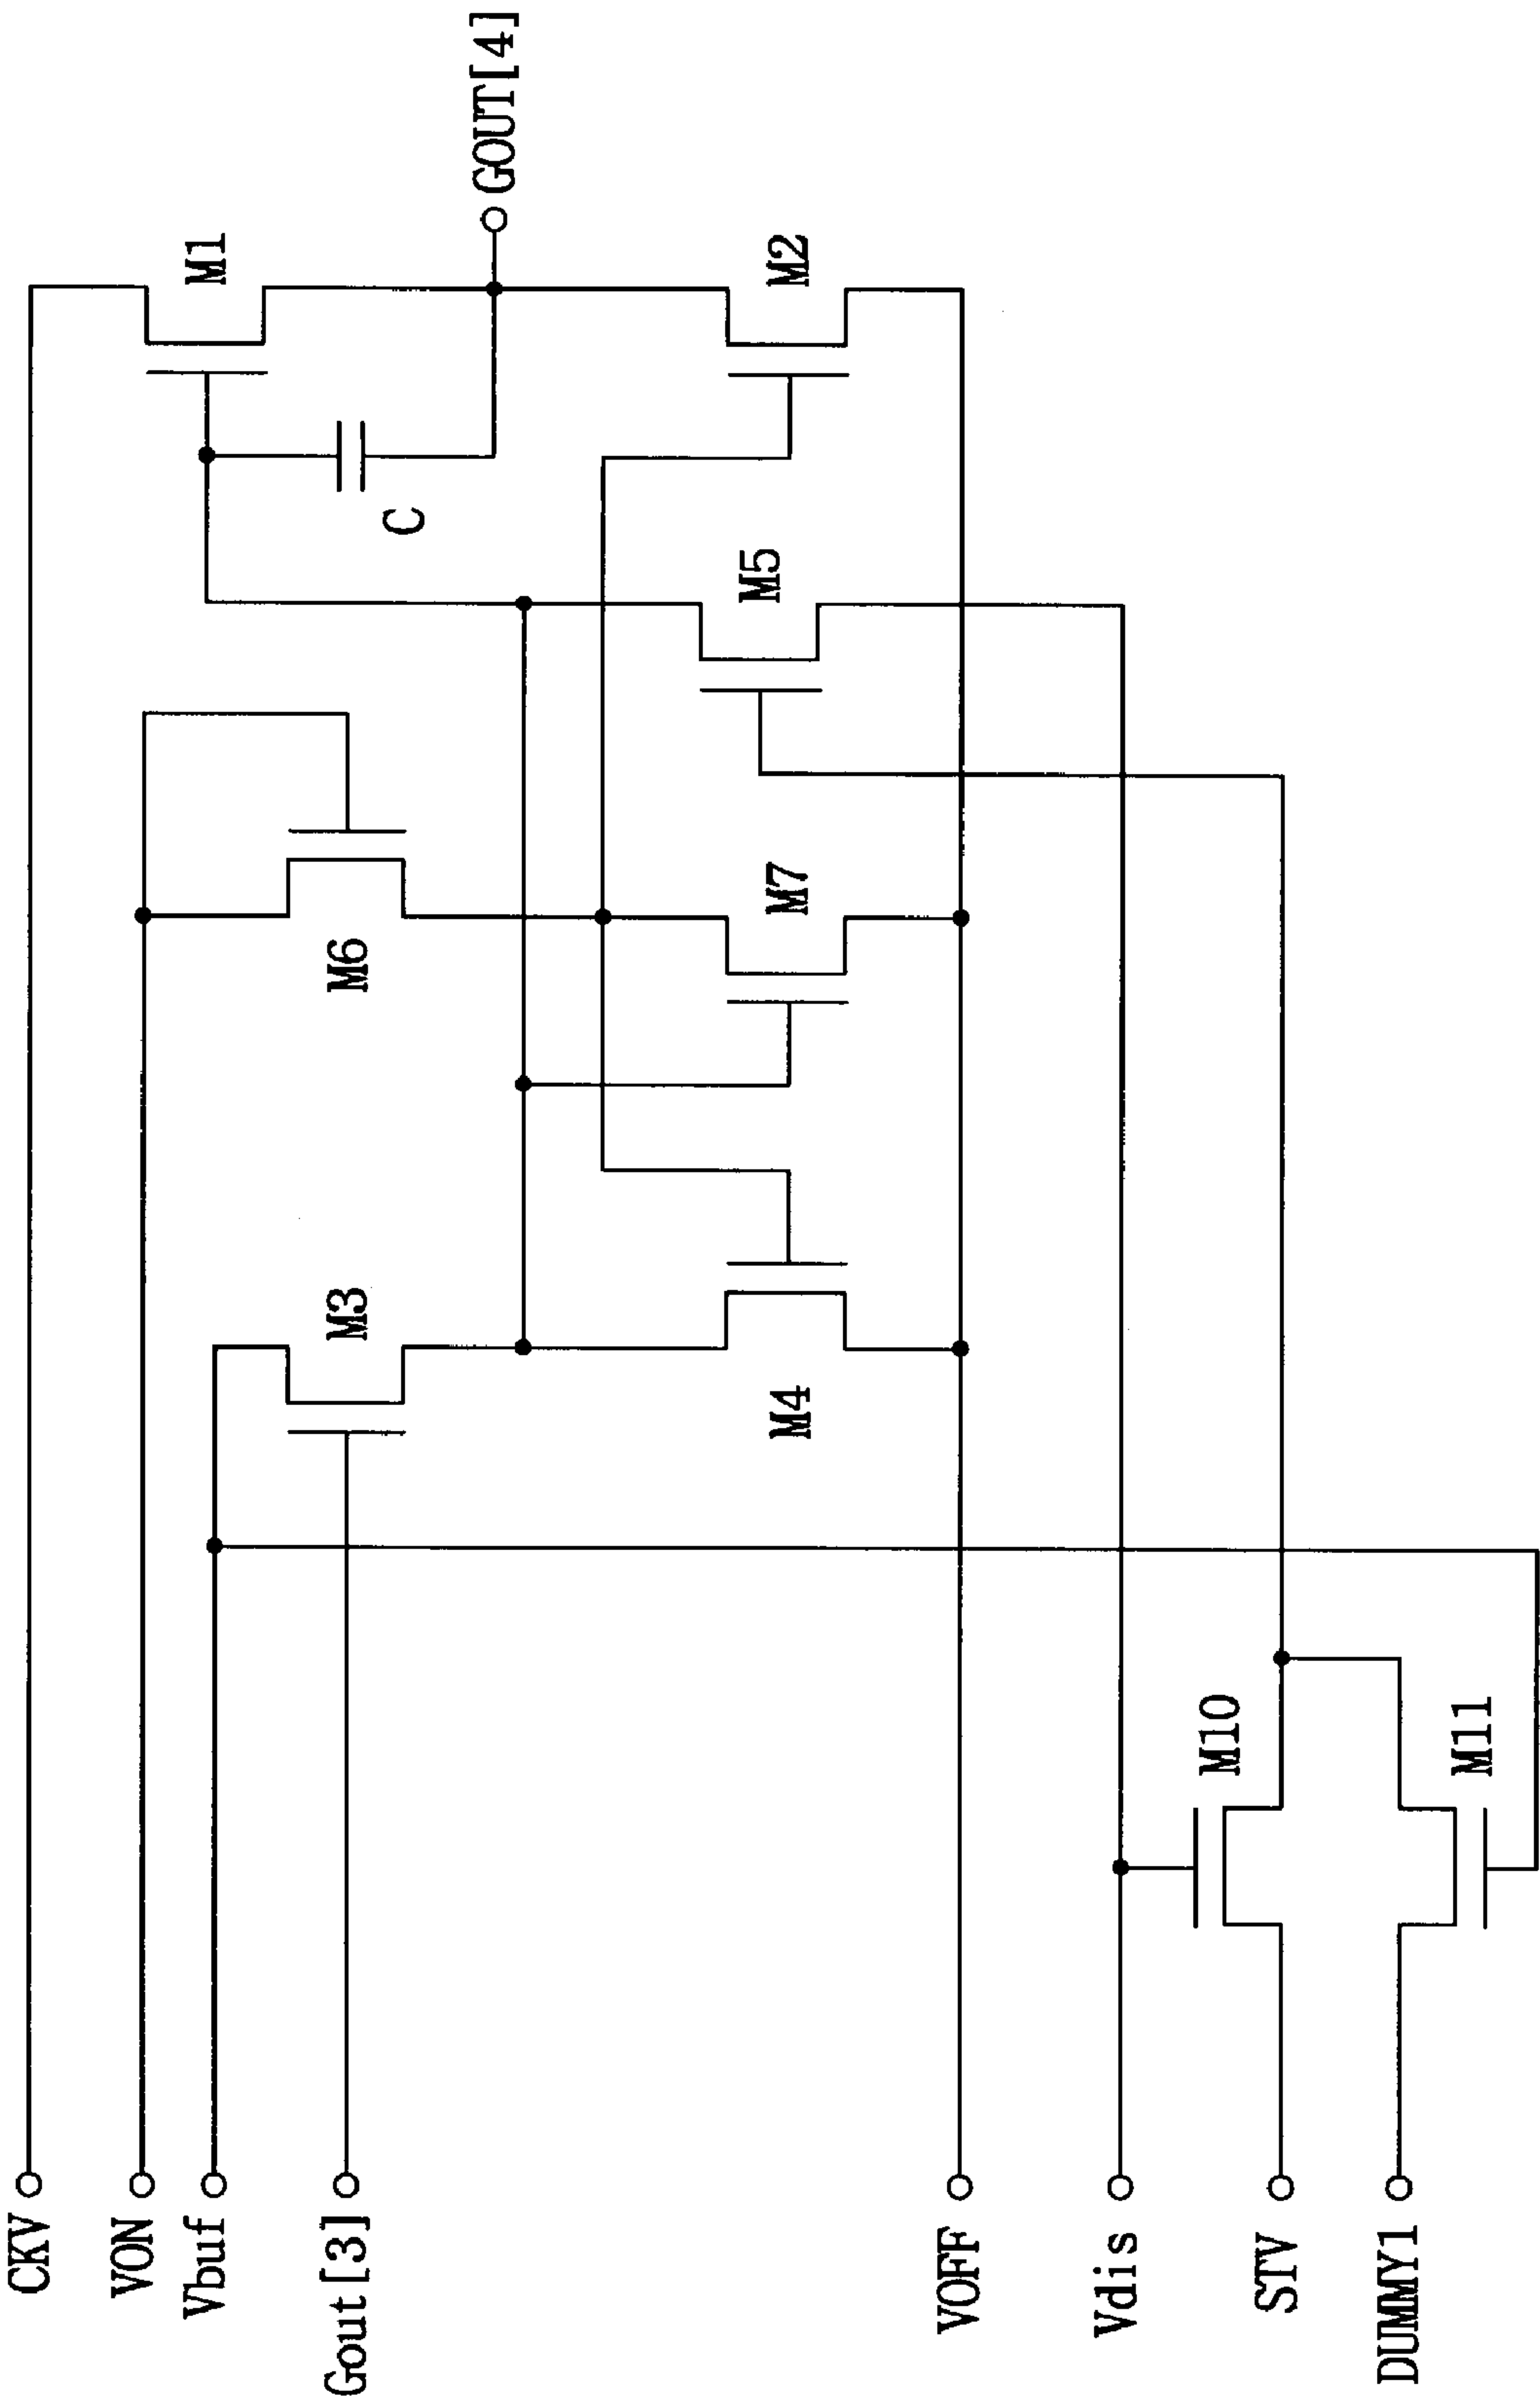 CKV
VON
Vbuf
Gout[3]
VOFF
Vdis
STV
DUMMY1
M1
GOUT[4]
M2
C
M5
M6
M7
M3
M4
M10
M11